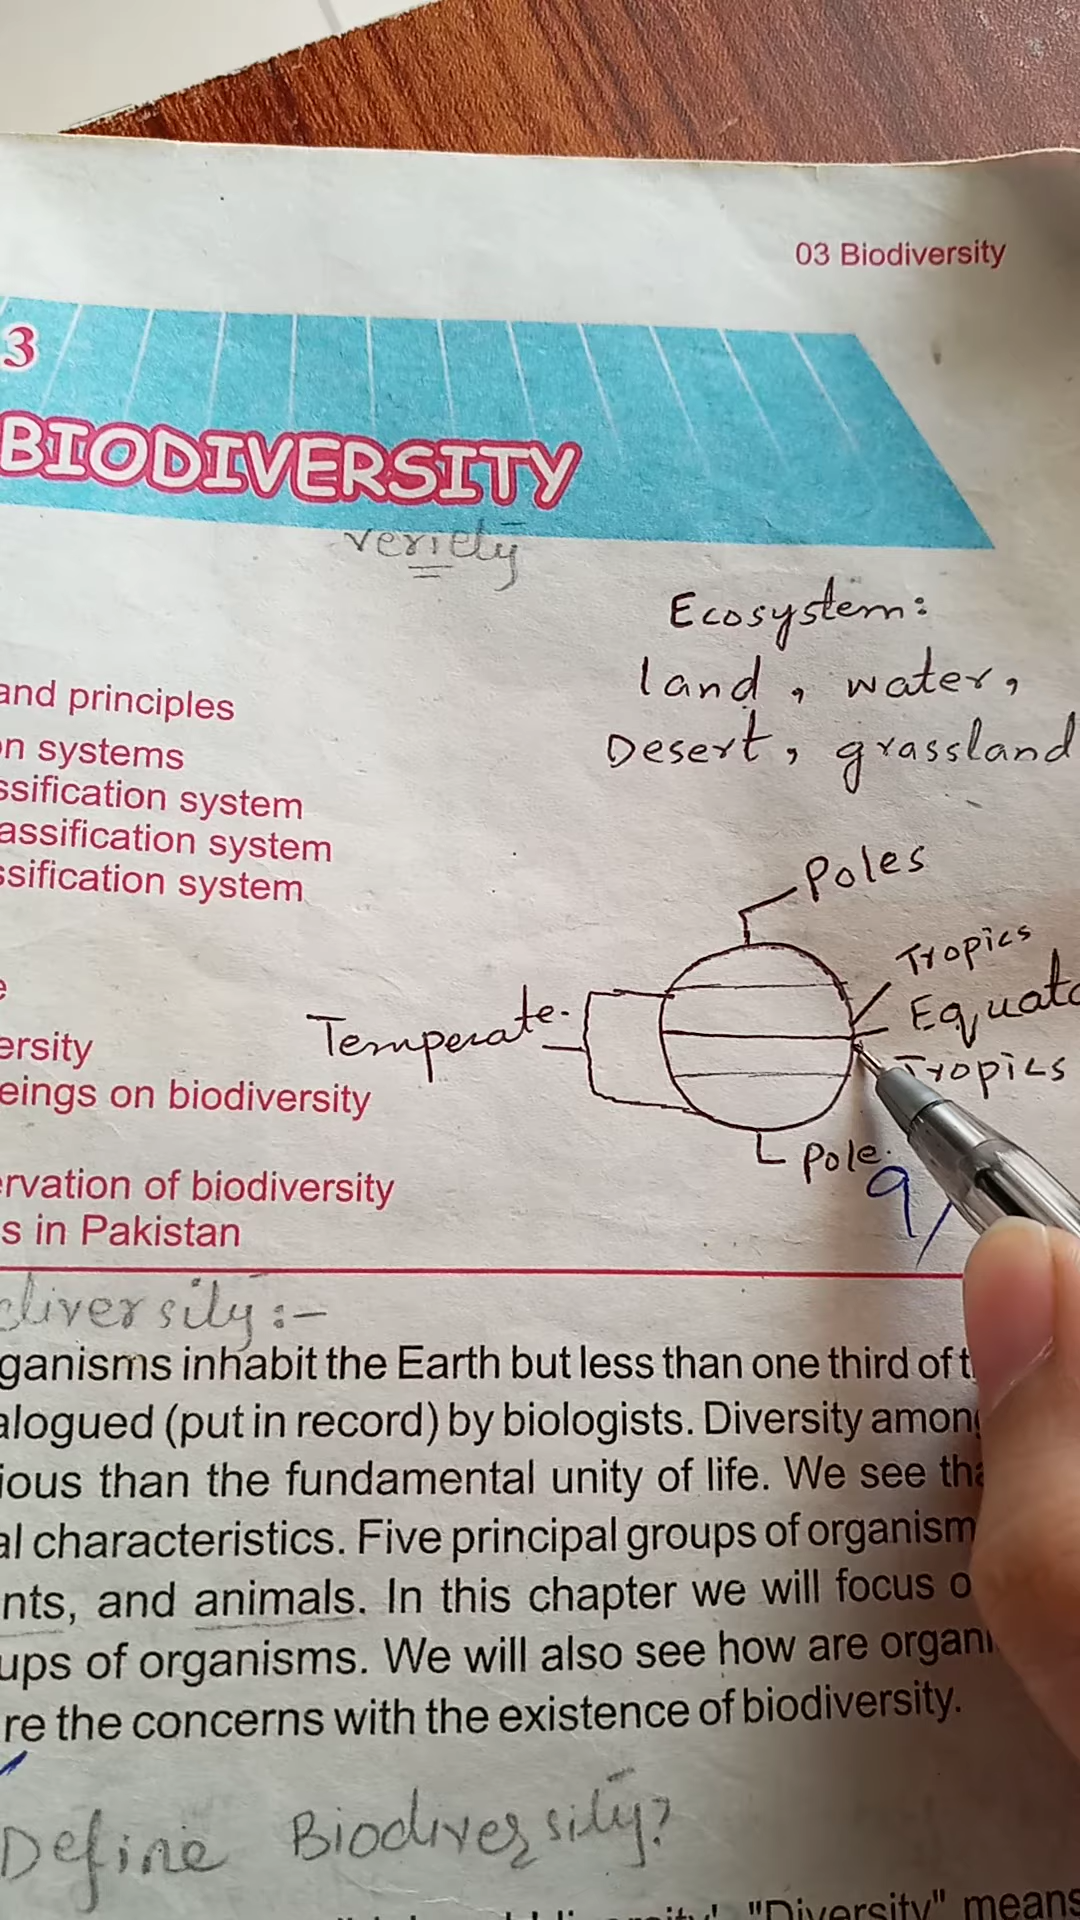 03 Biodiversity
3
BIODIVERSITY
veriety
Ecosystem:
land, water,
Desert, grassland
and principles
on systems
ssification system
assification system
ssification system
Poles
Tropics
Equato
Temperate.
Tropics
e
ersity
eings on biodiversity
Pole.
ervation of biodiversity
s in Pakistan
diversity:-
ganisms inhabit the Earth but less than one third of t
alogued (put in record) by biologists. Diversity among
ious than the fundamental unity of life. We see tha
al characteristics. Five principal groups of organism
nts, and animals. In this chapter we will focus o
ups of organisms. We will also see how are organi
re the concerns with the existence of biodiversity.
Define Biodiversity?
"Diversity" means